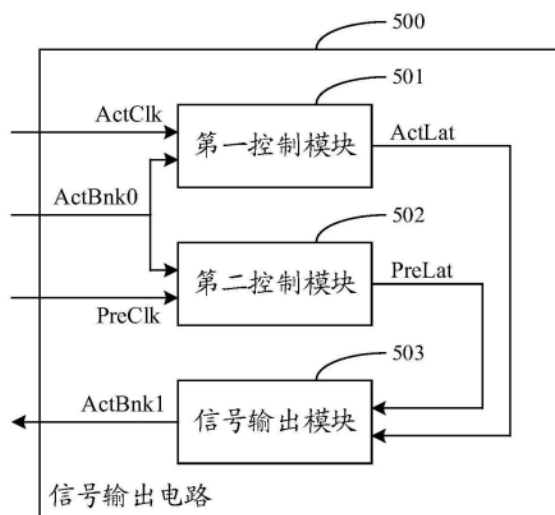 500
501
ActClk
第一控制模块
ActLat
ActBnk0
502
第二控制模块
PreLat
PreClk
503
ActBnk1
信号输出模块
信号输出电路